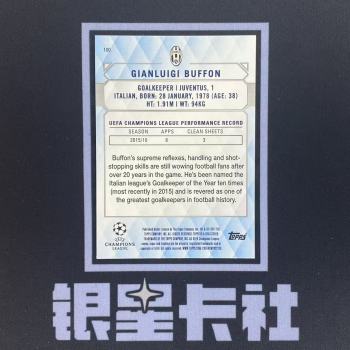 100
GIANLUIGI BUFFON
GOALKEEPER | JUVENTUS, 1
ITALIAN, BORN: 28 JANUARY, 1978 (AGE: 38)
HT: 1.91M | WT: 94KG
UEFA CHAMPIONS LEAGUE PERFORMANCE RECORD
SEASON APPS CLEAN SHEETS
2015/16 8 3
Buffon's supreme reflexes, handling and shot-
stopping skills are still wowing football fans after
over 20 years in the game. He's been named the
Italian league's Goalkeeper of the Year ten times
(most recently in 2015) and is revered as one of
the greatest goalkeepers in football history.
UEFA
CHAMPIONS
LEAGUE
Topps
银星卡社